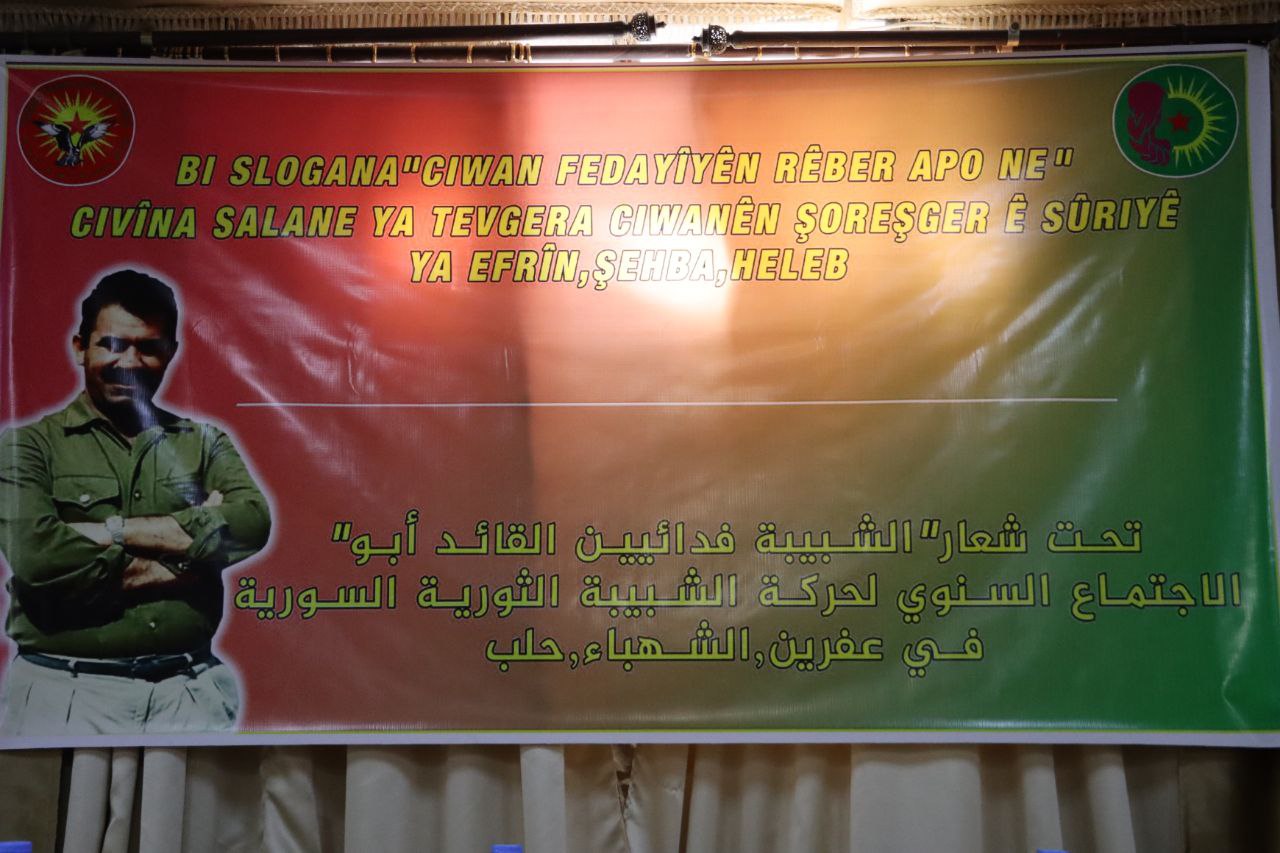 BI SLOGANA"CIWAN FEDAYÎYÊN RÊBER APO NE"
CIVÎNA SALANE YA TEVGERA CIWANÊN ŞOREŞGER Ê SÛRIYÊ
YA EFRÎN,ŞEHBA,HELEB
تحت شعار"الشبيبة فدائيين القائد أبو"
الاجتماع السنوي لحركة الشبيبة الثورية السورية
في عفرين,الشهباء,حلب